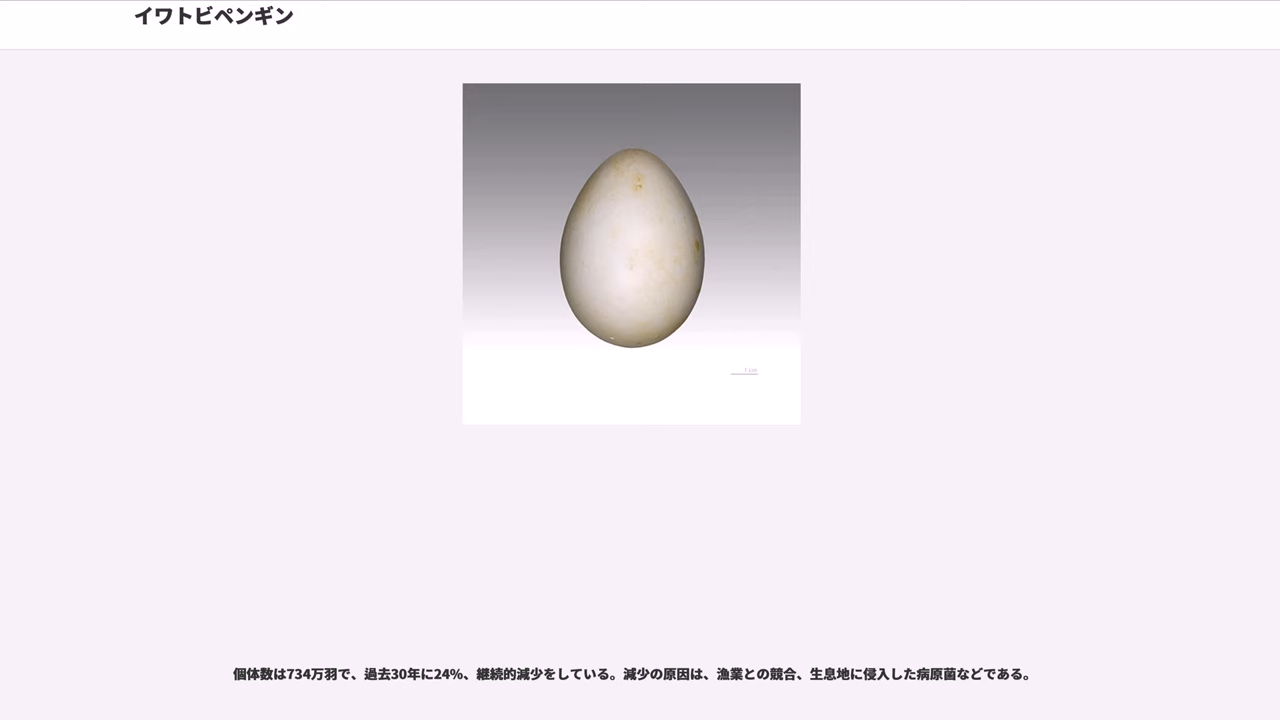 イワトビペンギン
1 cm
個体数は734万羽で、過去30年に24%、継続的減少をしている。減少の原因は、漁業との競合、生息地に侵入した病原菌などである。